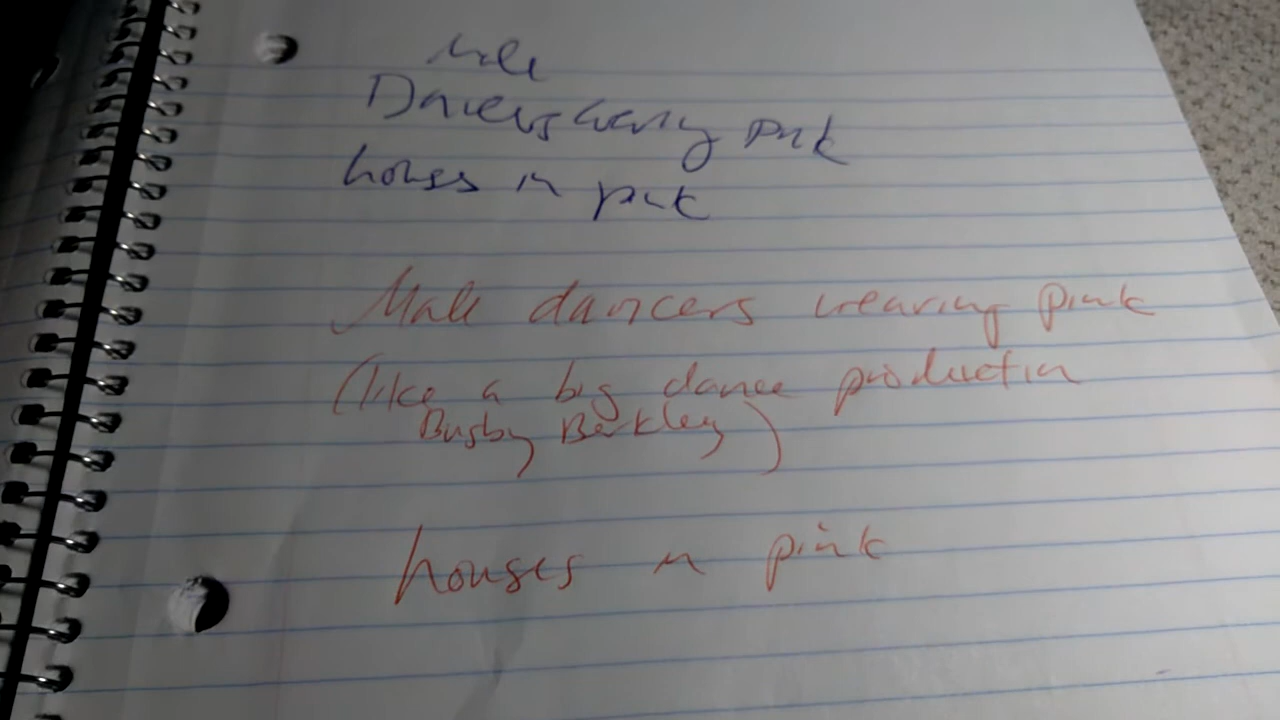 Male
Dancers wearing pink
houses in pink
Male dancers wearing pink
(like a big dance production
Busby Berkley)
houses in pink